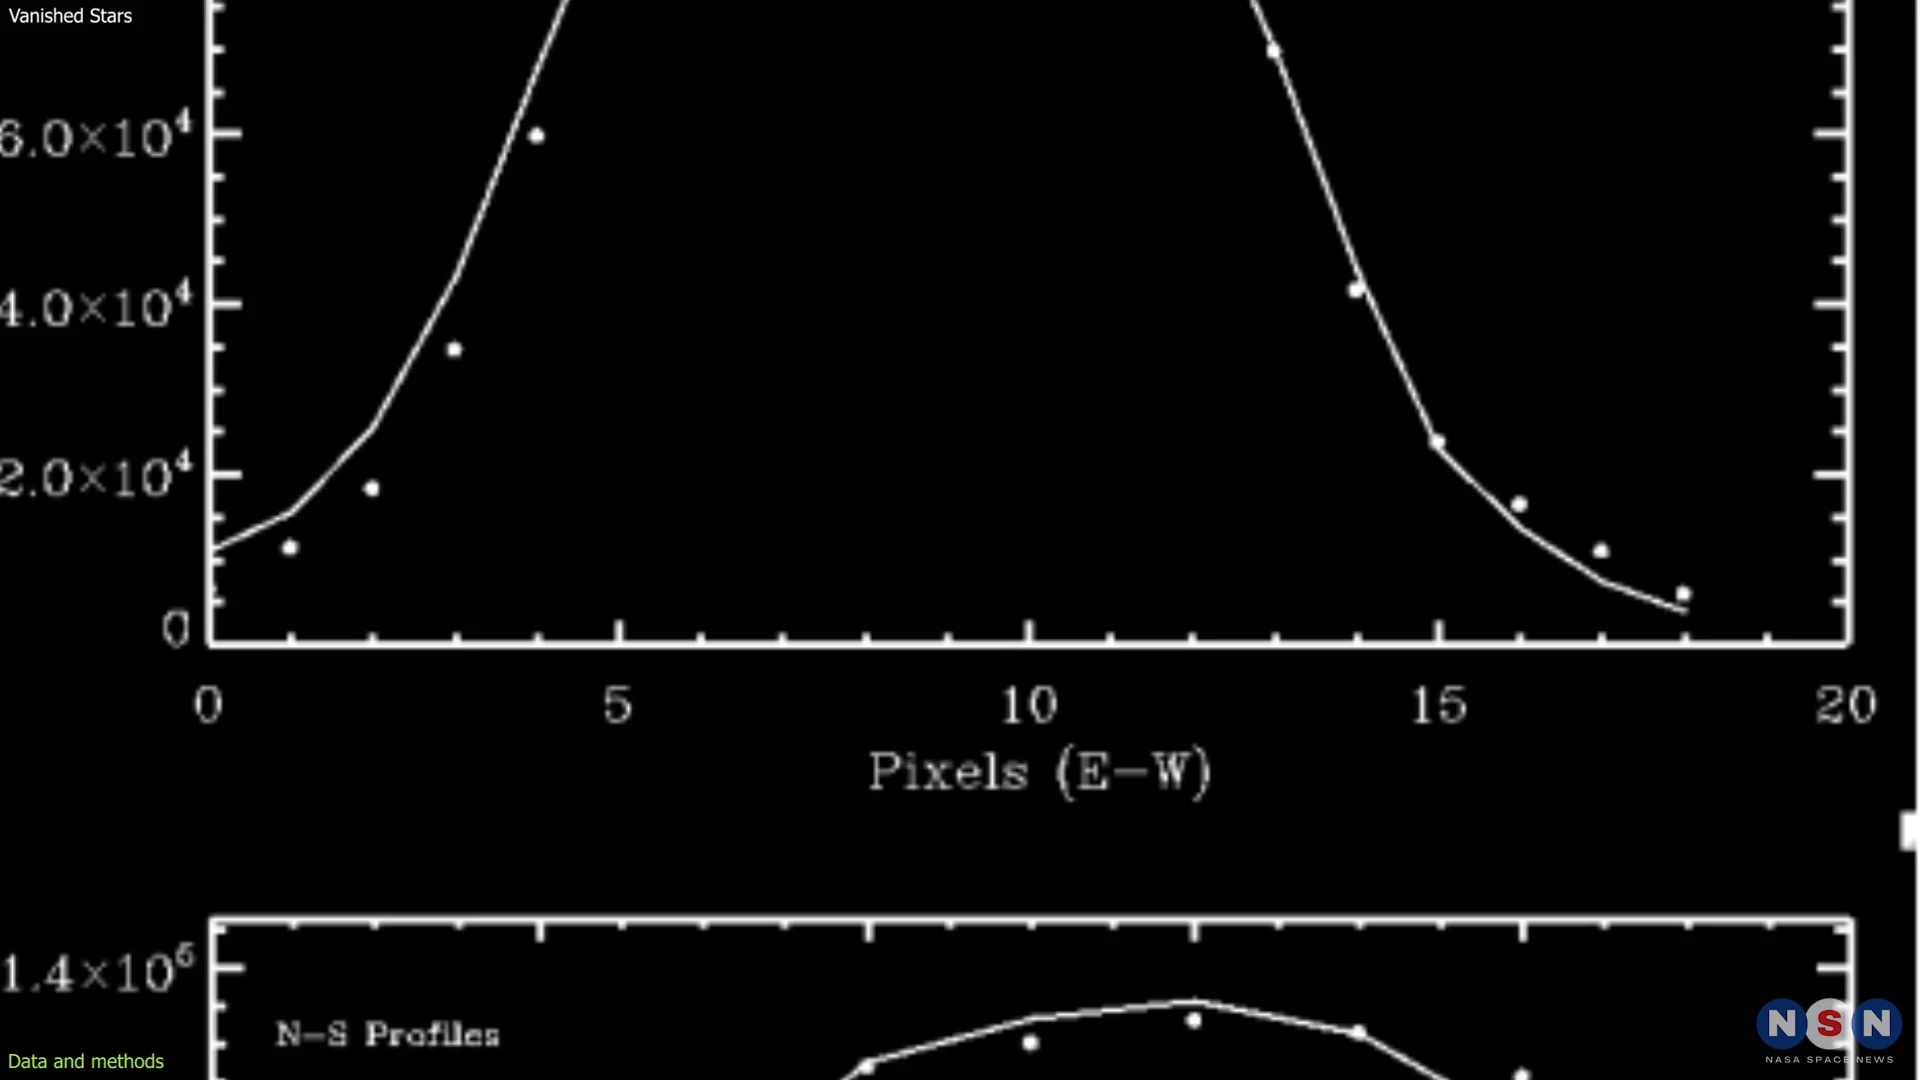 Vanished Stars
6.0×10⁴
4.0×10⁴
2.0×10⁴
0
0 5 10 15 20
Pixels (E-W)
1.4×10⁶
N-S Profiles
Data and methods
NSN
NASA SPACE NEWS